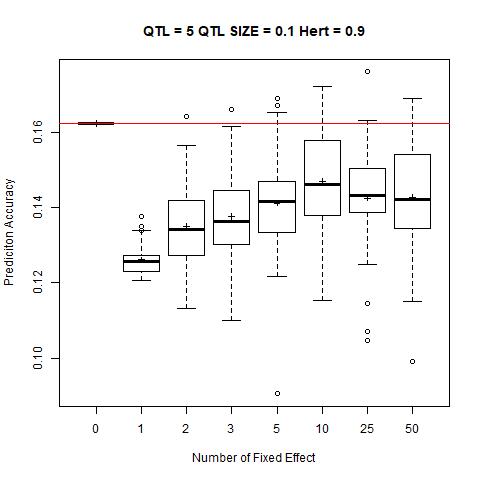 QTL = 5 QTL SIZE = 0.1 Hert = 0.9
Prediciton Accuracy
0.16
0.14
0.12
0.10
0 1 2 3 5 10 25 50
Number of Fixed Effect